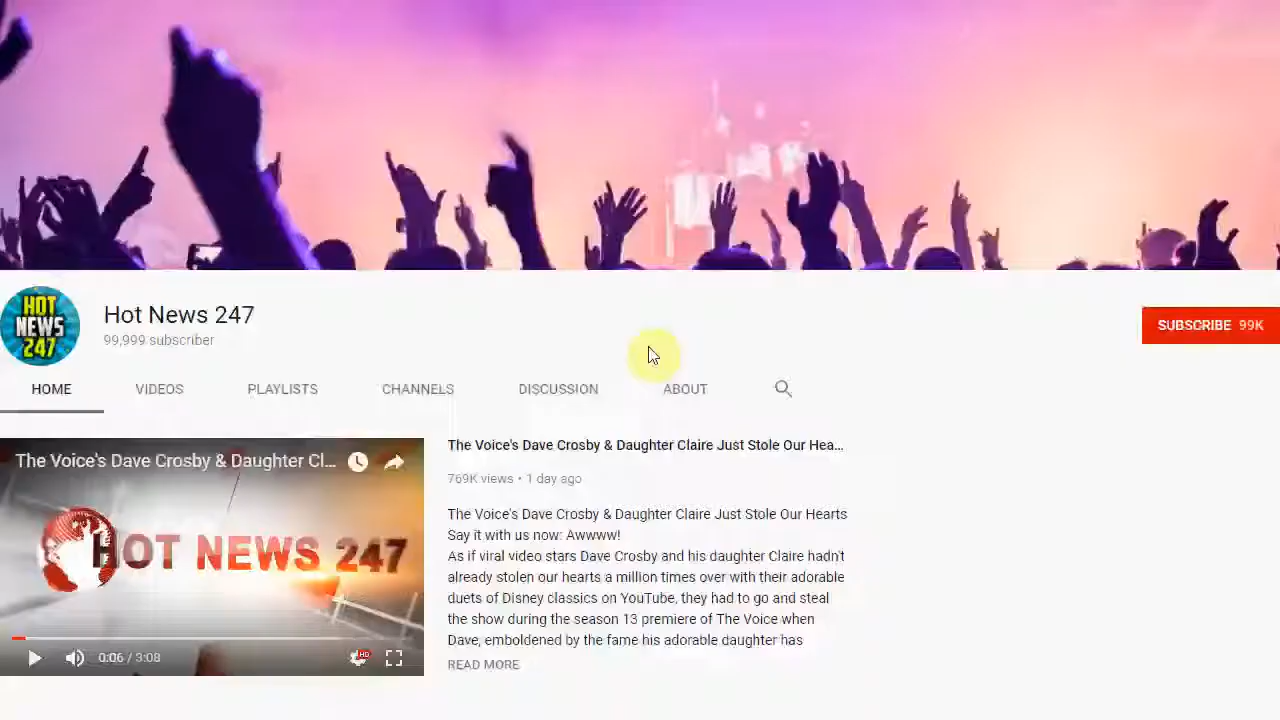 HOT
NEWS
247
Hot News 247
99,999 subscriber
SUBSCRIBE 99K
HOME
VIDEOS
PLAYLISTS
CHANNELS
DISCUSSION
ABOUT
The Voice's Dave Crosby & Daughter Cl...
HOT NEWS 247
0:06 / 3:08
HD
The Voice's Dave Crosby & Daughter Claire Just Stole Our Hea...
769K views • 1 day ago
The Voice's Dave Crosby & Daughter Claire Just Stole Our Hearts
Say it with us now: Awwww!
As if viral video stars Dave Crosby and his daughter Claire hadn't
already stolen our hearts a million times over with their adorable
duets of Disney classics on YouTube, they had to go and steal
the show during the season 13 premiere of The Voice when
Dave, emboldened by the fame his adorable daughter has
READ MORE